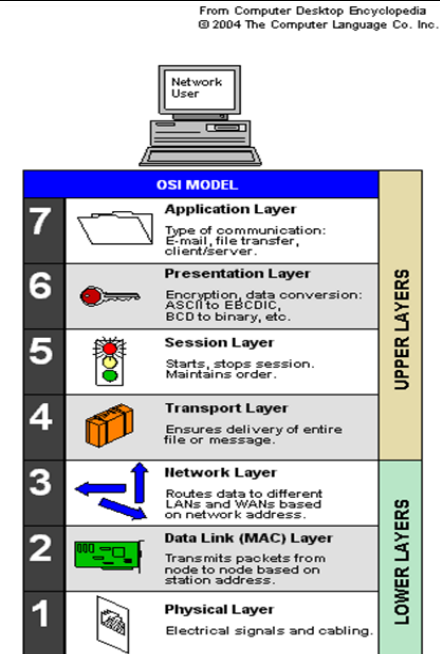 From Computer Desktop Encyclopedia
© 2004 The Computer Language Co. Inc.
Network
User
OSI MODEL
7
Application Layer
Type of communication:
E-mail, file transfer,
client/server.
6
Presentation Layer
Encryption, data conversion:
ASCII to EBCDIC,
BCD to binary, etc.
5
Session Layer
Starts, stops session.
Maintains order.
4
Transport Layer
Ensures delivery of entire
file or message.
UPPER LAYERS
3
Network Layer
Routes data to different
LANs and WANs based
on network address.
2
Data Link (MAC) Layer
Transmits packets from
node to node based on
station address.
1
Physical Layer
Electrical signals and cabling.
LOWER LAYERS